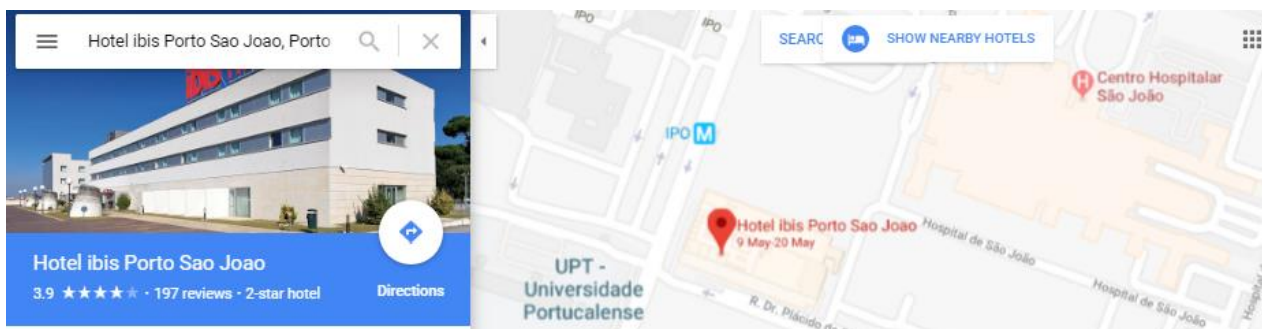 Hotel ibis Porto Sao Joao, Porto
Hotel ibis Porto Sao Joao
3.9 ★★★★★ · 197 reviews · 2-star hotel
Directions
IPO
IPO
SEARC
SHOW NEARBY HOTELS
H
Centro Hospitalar
São João
IPO M
Hotel ibis Porto Sao Joao
9 May-20 May
Hospital de São João
UPT -
Universidade
Portucalense
R. Dr. Plácido
Hospital de São João
Hospital